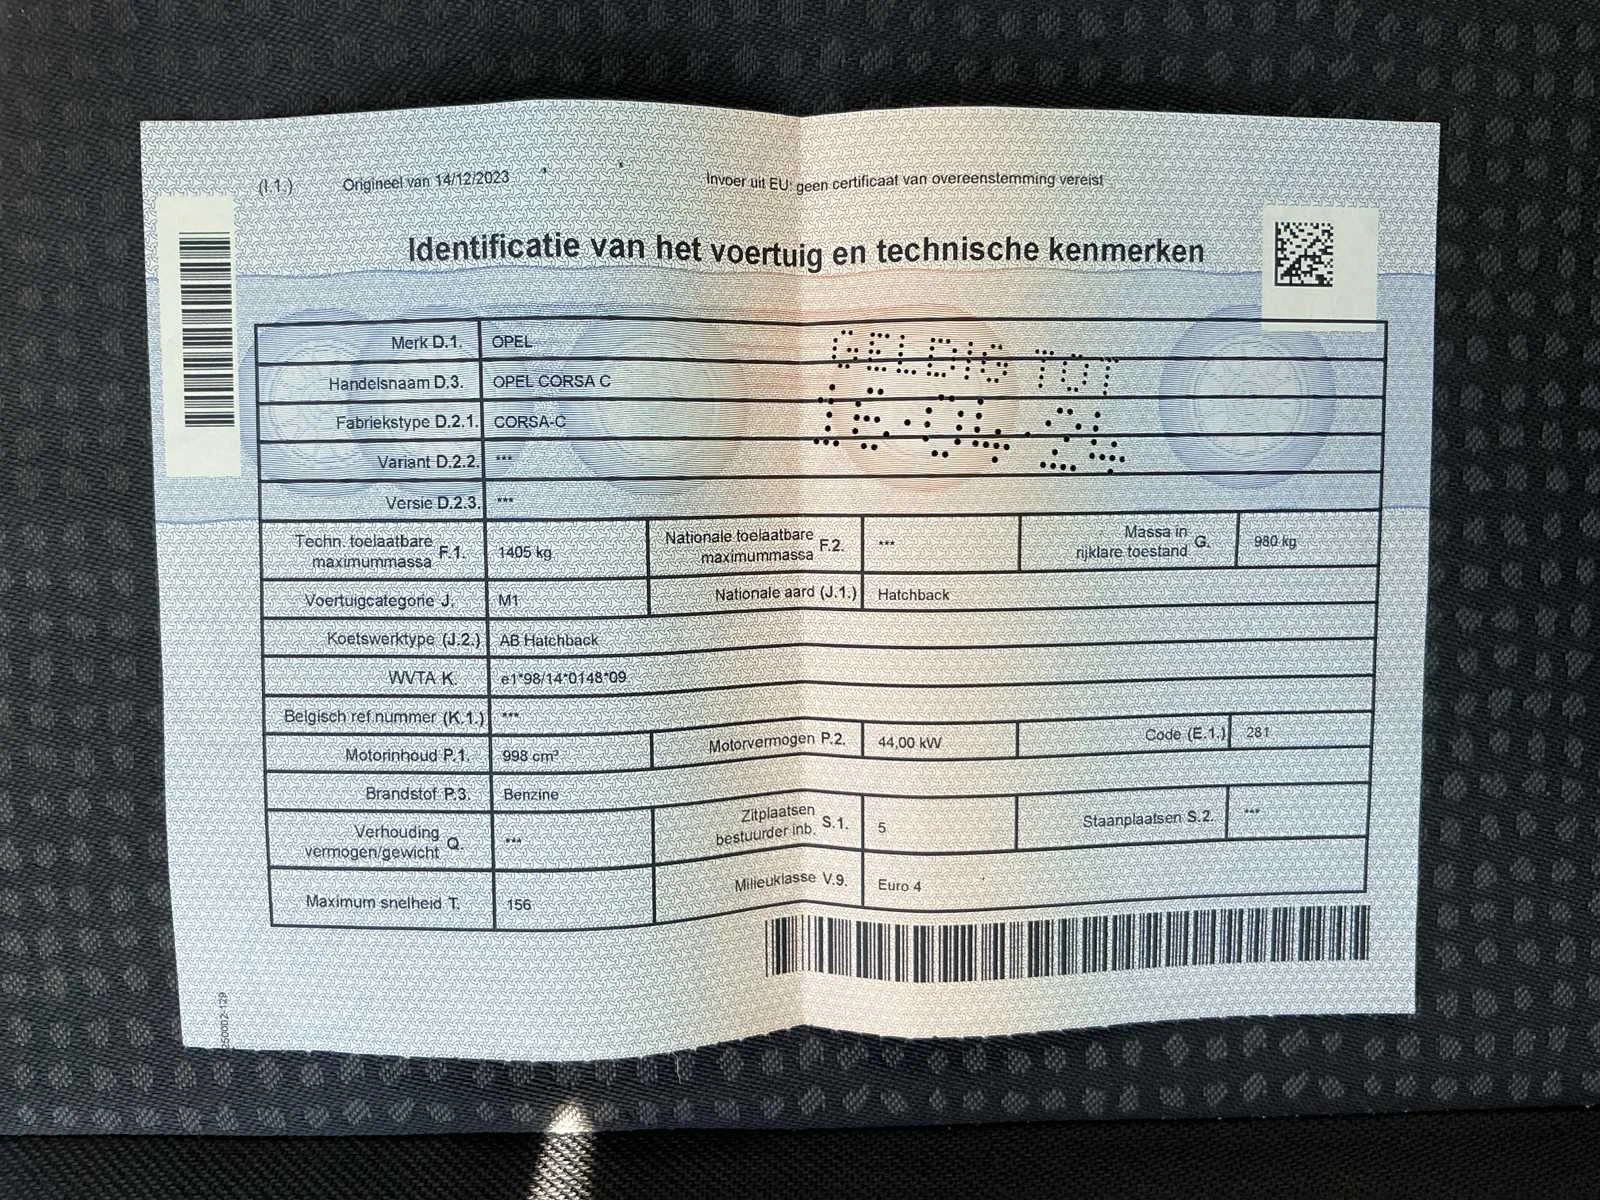 (I.1.) Origineel van 14/12/2023 Invoer uit EU: geen certificaat van overeenstemming vereist
Identificatie van het voertuig en technische kenmerken
Merk D.1. OPEL
GELDIG TOT
Handelsnaam D.3. OPEL CORSA C
Fabriekstype D.2.1. CORSA-C
16-04-24
Variant D.2.2. ***
Versie D.2.3. ***
Techn. toelaatbare maximummassa F.1. 1405 kg Nationale toelaatbare maximummassa F.2. *** Massa in rijklare toestand G. 980 kg
Voertuigcategorie J. M1 Nationale aard (J.1.) Hatchback
Koetswerktype (J.2.) AB Hatchback
WVTA K. e1*98/14*0148*09
Belgisch ref.nummer (K.1.) ***
Motorinhoud P.1. 998 cm³ Motorvermogen P.2. 44,00 kW Code (E.1.) 281
Brandstof P.3. Benzine
Verhouding vermogen/gewicht Q. *** Zitplaatsen bestuurder inb. S.1. 5 Staanplaatsen S.2. ***
Maximum snelheid T. 156 Milieuklasse V.9. Euro 4